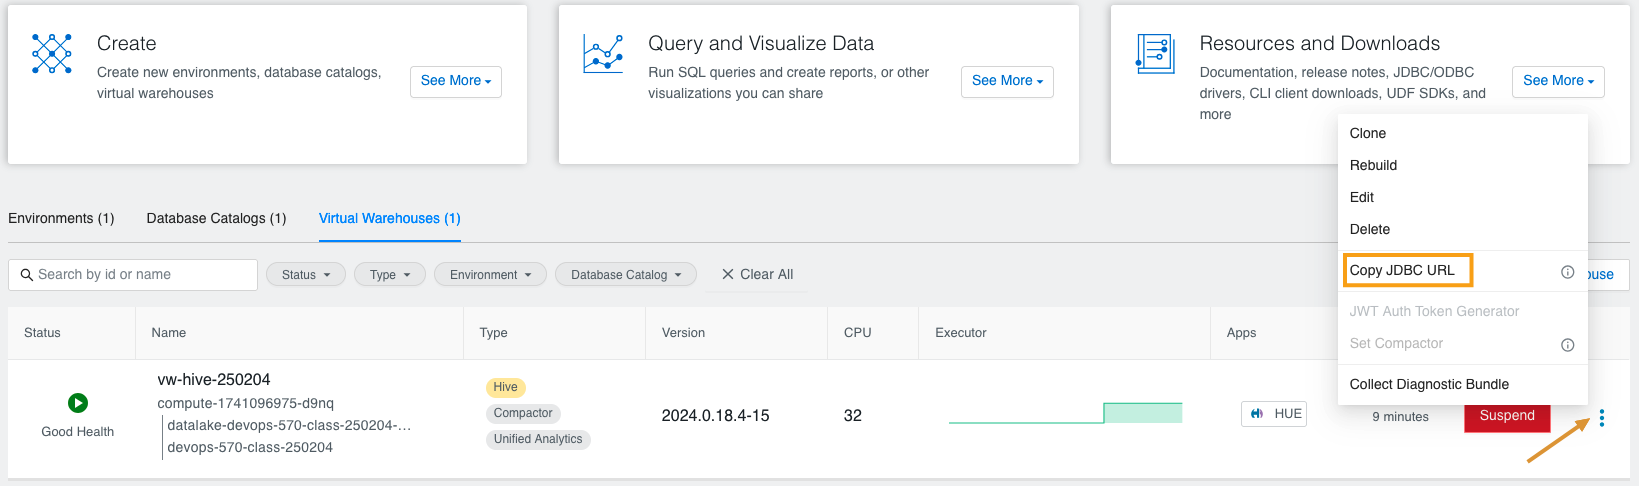 Create
Create new environments, database catalogs,
virtual warehouses
See More
Query and Visualize Data
Run SQL queries and create reports, or other
visualizations you can share
See More
Resources and Downloads
Documentation, release notes, JDBC/ODBC
drivers, CLI client downloads, UDF SDKs, and
more
See More
Clone
Rebuild
Edit
Delete
Copy JDBC URL
JWT Auth Token Generator
Set Compactor
Collect Diagnostic Bundle
Environments (1)
Database Catalogs (1)
Virtual Warehouses (1)
Search by id or name
Status
Type
Environment
Database Catalog
Clear All
Status
Name
Type
Version
CPU
Executor
Apps
Good Health
vw-hive-250204
compute-1741096975-d9nq
datalake-devops-570-class-250204-...
devops-570-class-250204
Hive
Compactor
Unified Analytics
2024.0.18.4-15
32
HUE
9 minutes
Suspend